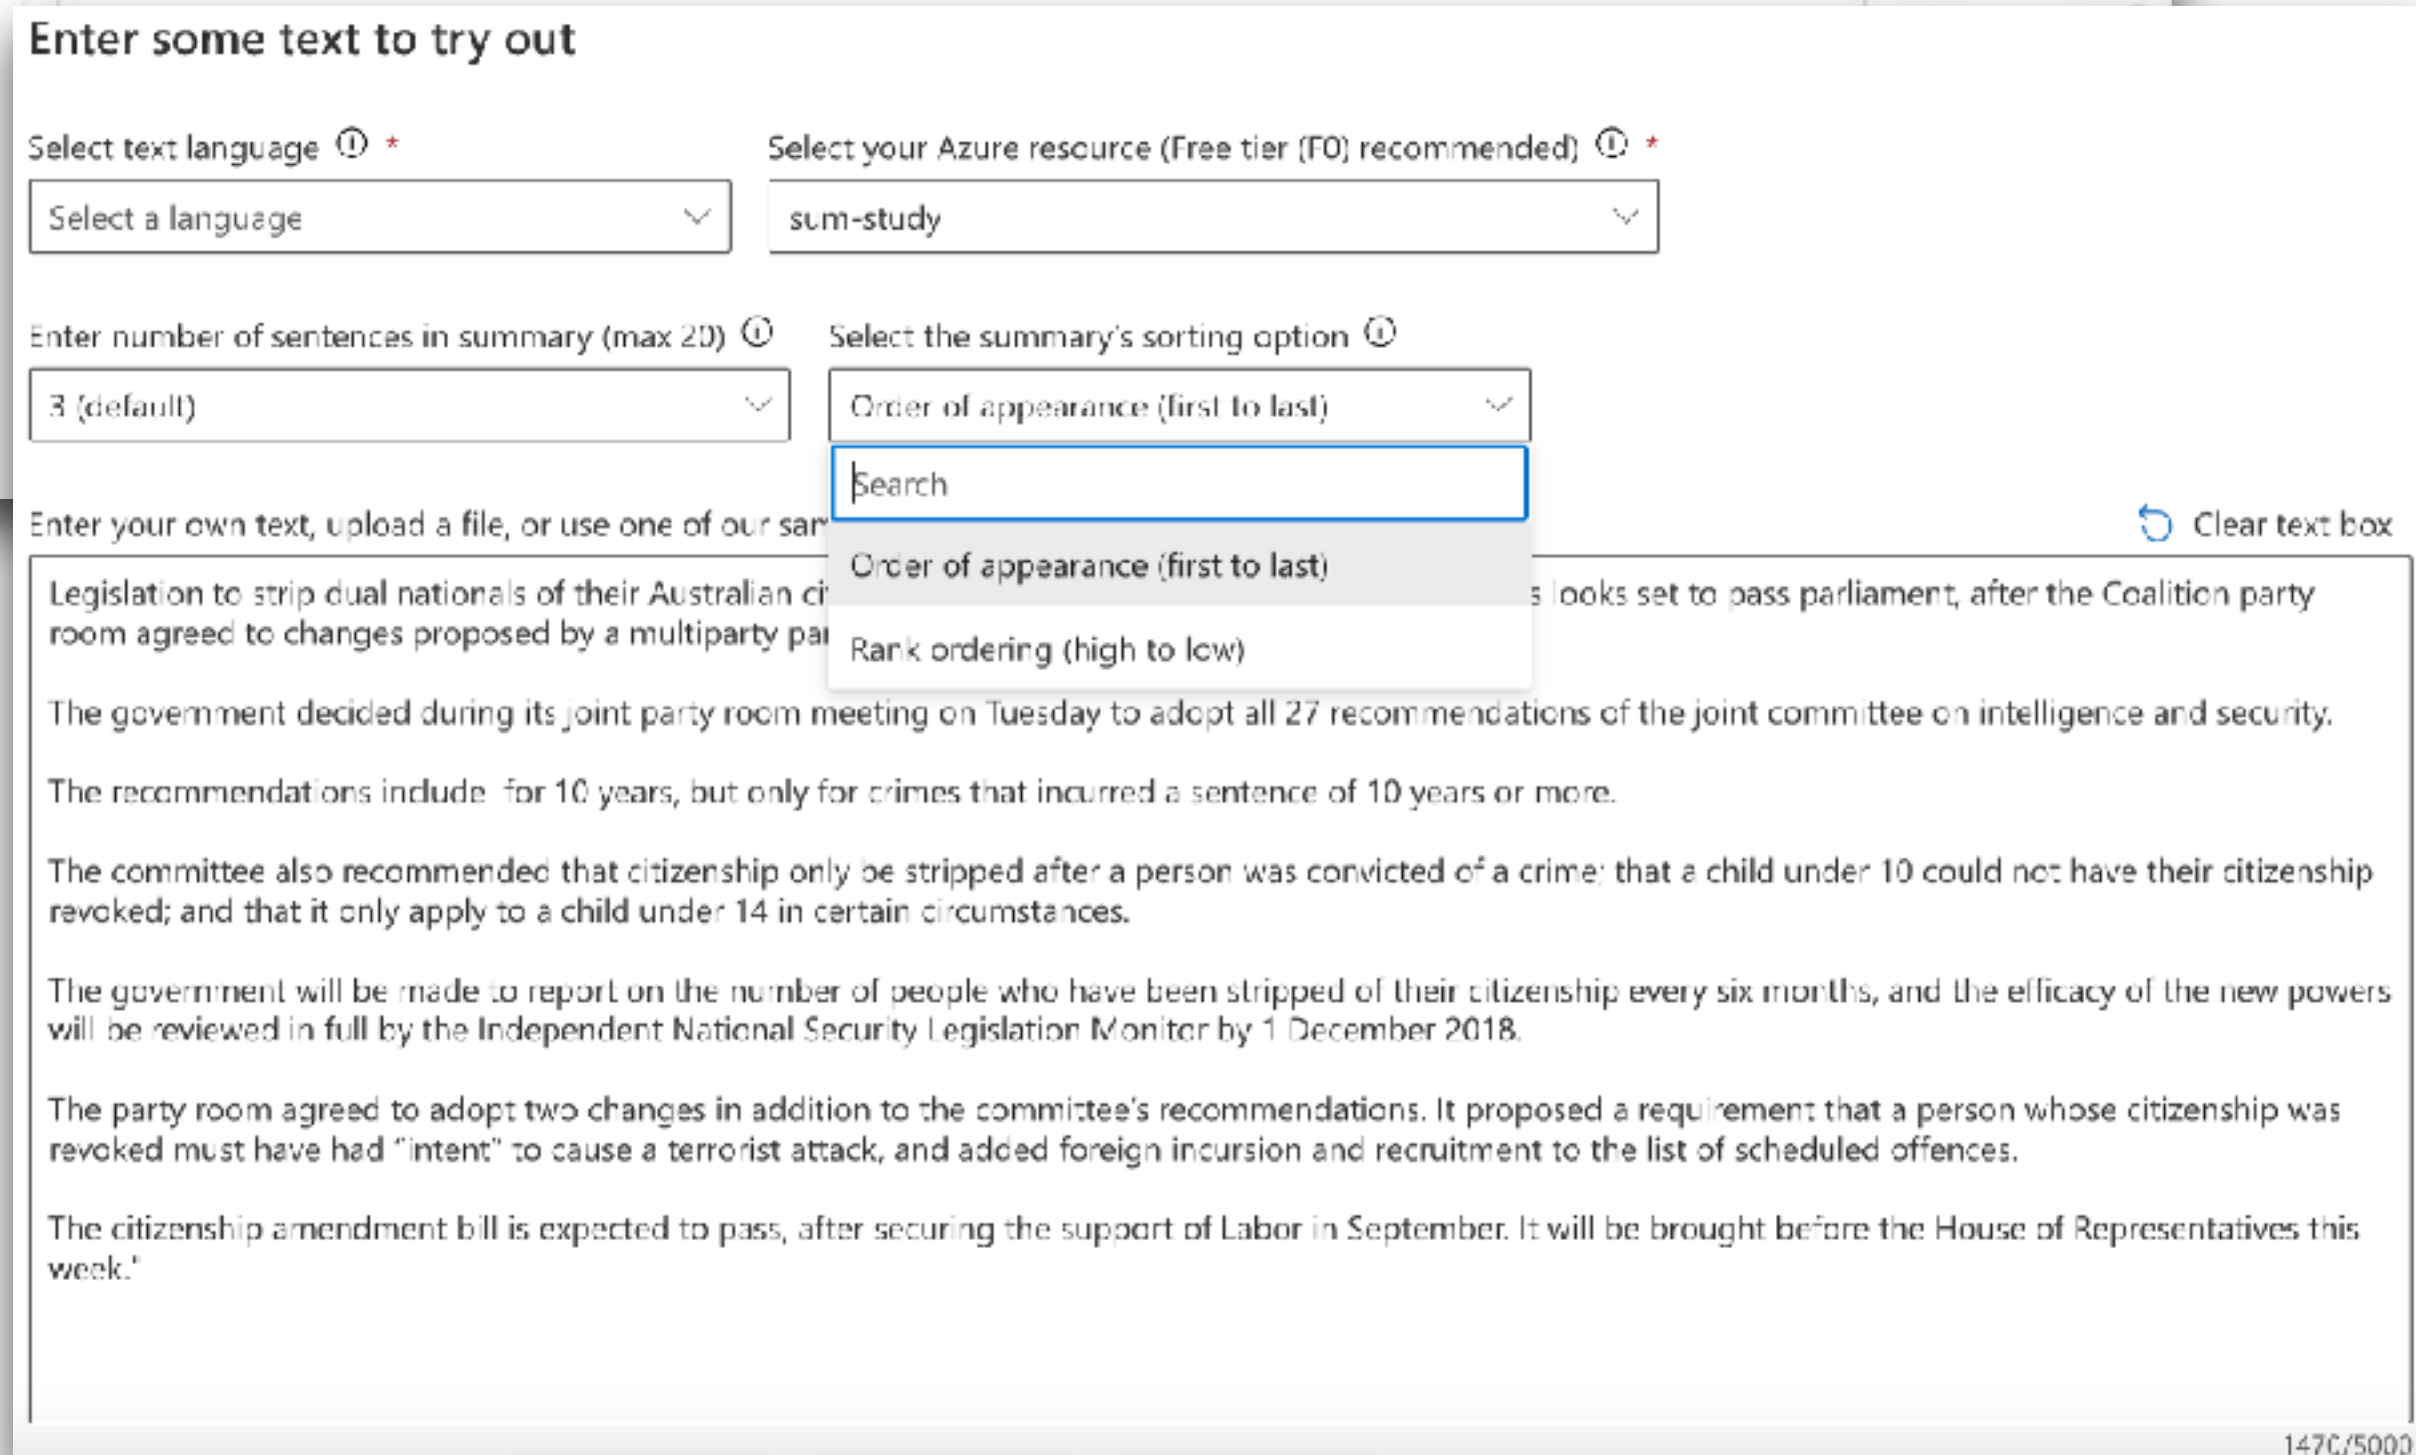 Enter some text to try out
Select text language * Select your Azure resource (Free tier (F0) recommended) *
Select a language sum-study
Enter number of sentences in summary (max 20) Select the summary's sorting option
3 (default) Order of appearance (first to last)
Search
Enter your own text, upload a file, or use one of our sam Clear text box
Order of appearance (first to last)
Legislation to strip dual nationals of their Australian ci s looks set to pass parliament, after the Coalition party
room agreed to changes proposed by a multiparty par
Rank ordering (high to low)
The government decided during its joint party room meeting on Tuesday to adopt all 27 recommendations of the joint committee on intelligence and security.
The recommendations include  for 10 years, but only for crimes that incurred a sentence of 10 years or more.
The committee also recommended that citizenship only be stripped after a person was convicted of a crime; that a child under 10 could not have their citizenship
revoked; and that it only apply to a child under 14 in certain circumstances.
The government will be made to report on the number of people who have been stripped of their citizenship every six months, and the efficacy of the new powers
will be reviewed in full by the Independent National Security Legislation Monitor by 1 December 2018.
The party room agreed to adopt two changes in addition to the committee's recommendations. It proposed a requirement that a person whose citizenship was
revoked must have had "intent" to cause a terrorist attack, and added foreign incursion and recruitment to the list of scheduled offences.
The citizenship amendment bill is expected to pass, after securing the support of Labor in September. It will be brought before the House of Representatives this
week."
1470/5000